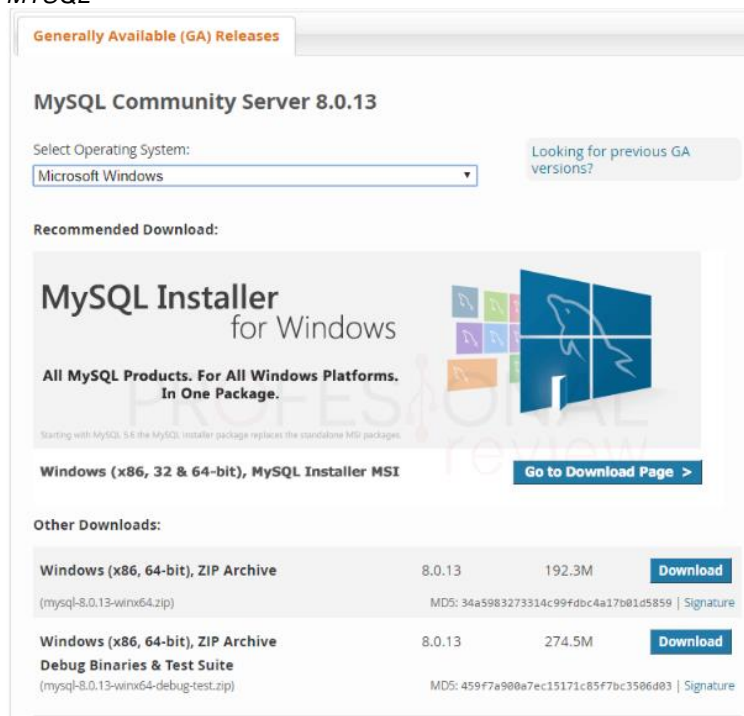 MYSQL
Generally Available (GA) Releases
MySQL Community Server 8.0.13
Select Operating System:
Looking for previous GA
versions?
Microsoft Windows
Recommended Download:
MySQL Installer
for Windows
All MySQL Products. For All Windows Platforms.
In One Package.
Starting with MySQL 5.6 the MySQL Installer package replaces the standalone MSI packages.
PROFESIONAL
review
Windows (x86, 32 & 64-bit), MySQL Installer MSI
Go to Download Page >
Other Downloads:
Windows (x86, 64-bit), ZIP Archive 8.0.13 192.3M Download
(mysql-8.0.13-winx64.zip) MD5: 34a5983273314c99fdbc4a17b01d5859 | Signature
Windows (x86, 64-bit), ZIP Archive 8.0.13 274.5M Download
Debug Binaries & Test Suite
(mysql-8.0.13-winx64-debug-test.zip) MD5: 459f7a900a7ec15171c85f7bc3506d03 | Signature